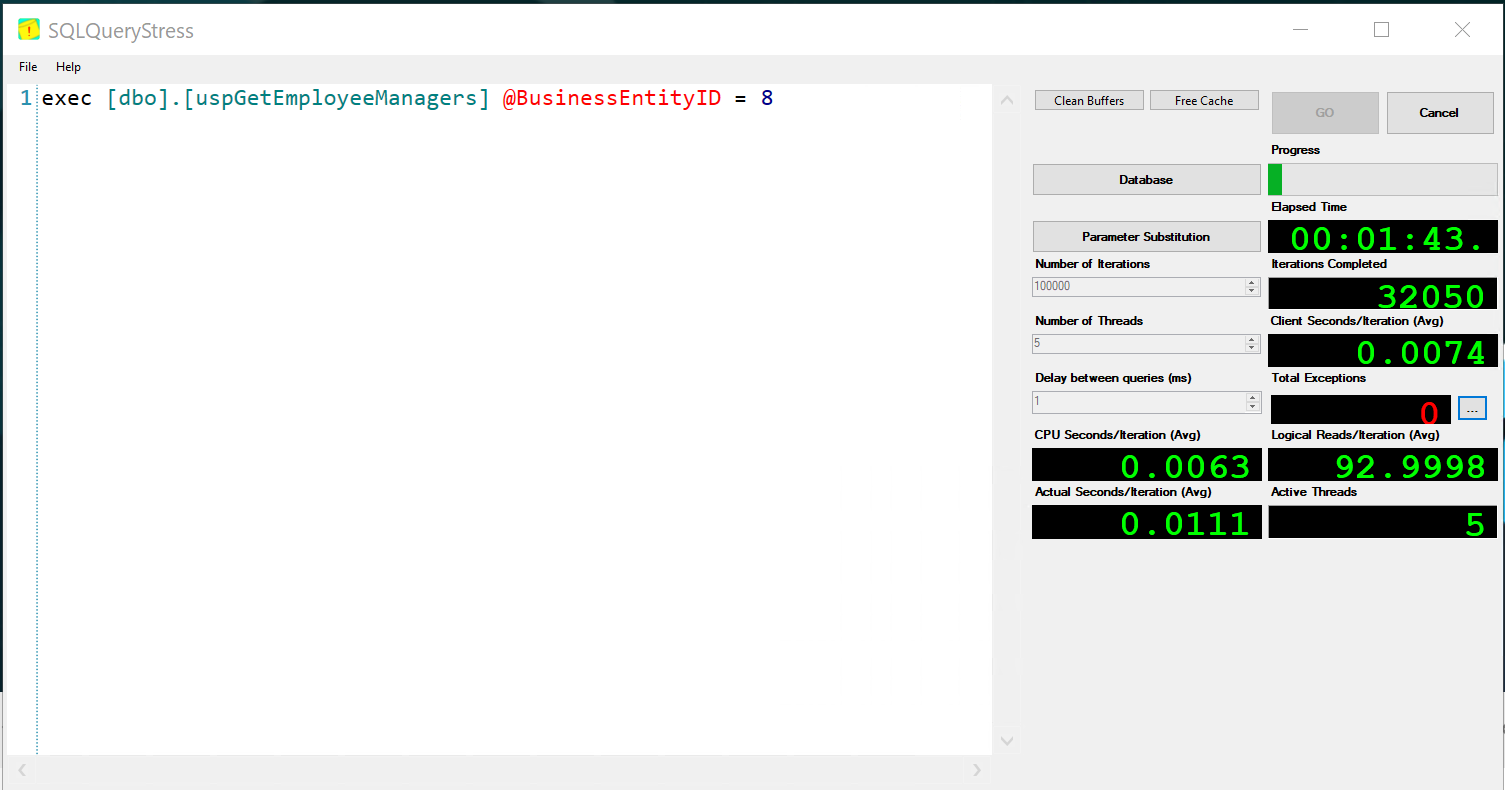 SQLQueryStress
File Help
1 exec [dbo].[uspGetEmployeeManagers] @BusinessEntityID = 8
Clean Buffers Free Cache GO Cancel
Progress
Database
Elapsed Time
00:01:43.
Parameter Substitution
Number of Iterations Iterations Completed
100000 32050
Number of Threads Client Seconds/Iteration (Avg)
5 0.0074
Delay between queries (ms) Total Exceptions
1 0 ...
CPU Seconds/Iteration (Avg) Logical Reads/Iteration (Avg)
0.0063 92.9998
Actual Seconds/Iteration (Avg) Active Threads
0.0111 5